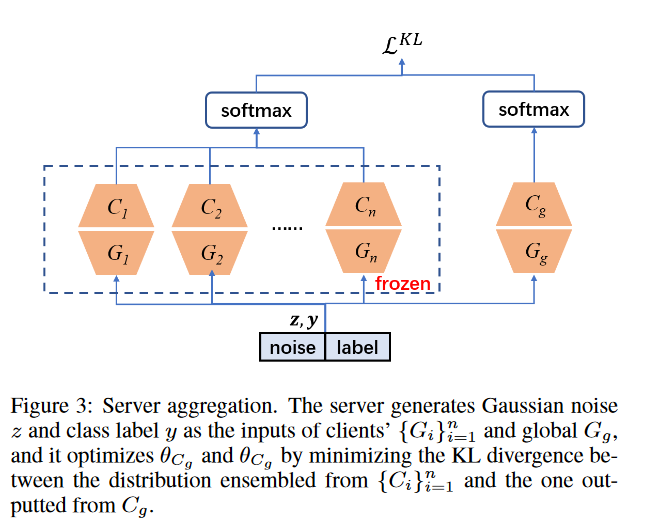 ℒ^{KL}
softmax softmax
C_1 C_2 C_n C_g
......
G_1 G_2 G_n G_g
frozen
z, y
noise label
Figure 3: Server aggregation. The server generates Gaussian noise
z and class label y as the inputs of clients' {G_i}_{i=1}^n and global G_g,
and it optimizes θ_{C_g} and θ_{C_g} by minimizing the KL divergence be-
tween the distribution ensembled from {C_i}_{i=1}^n and the one out-
putted from C_g.